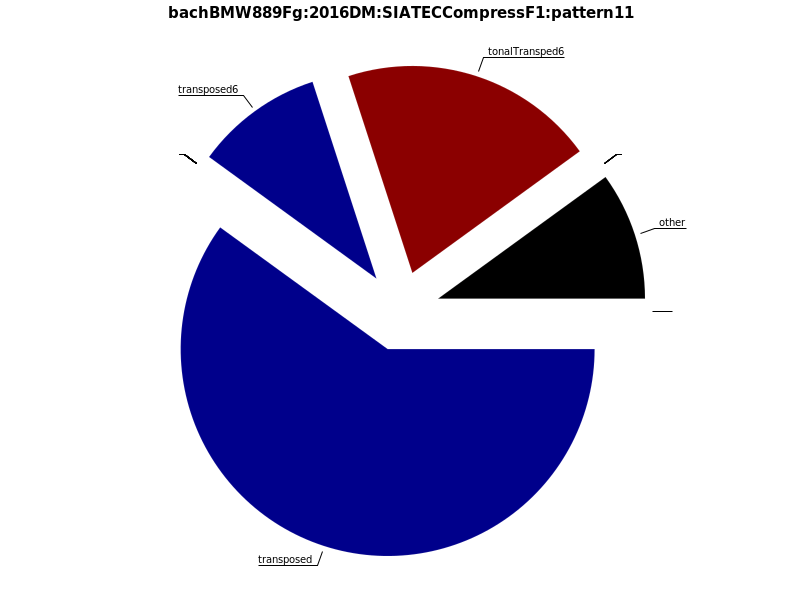 bachBMW889Fg:2016DM:SIATECCompressF1:pattern11
tonalTransped6
transposed6
other
transposed